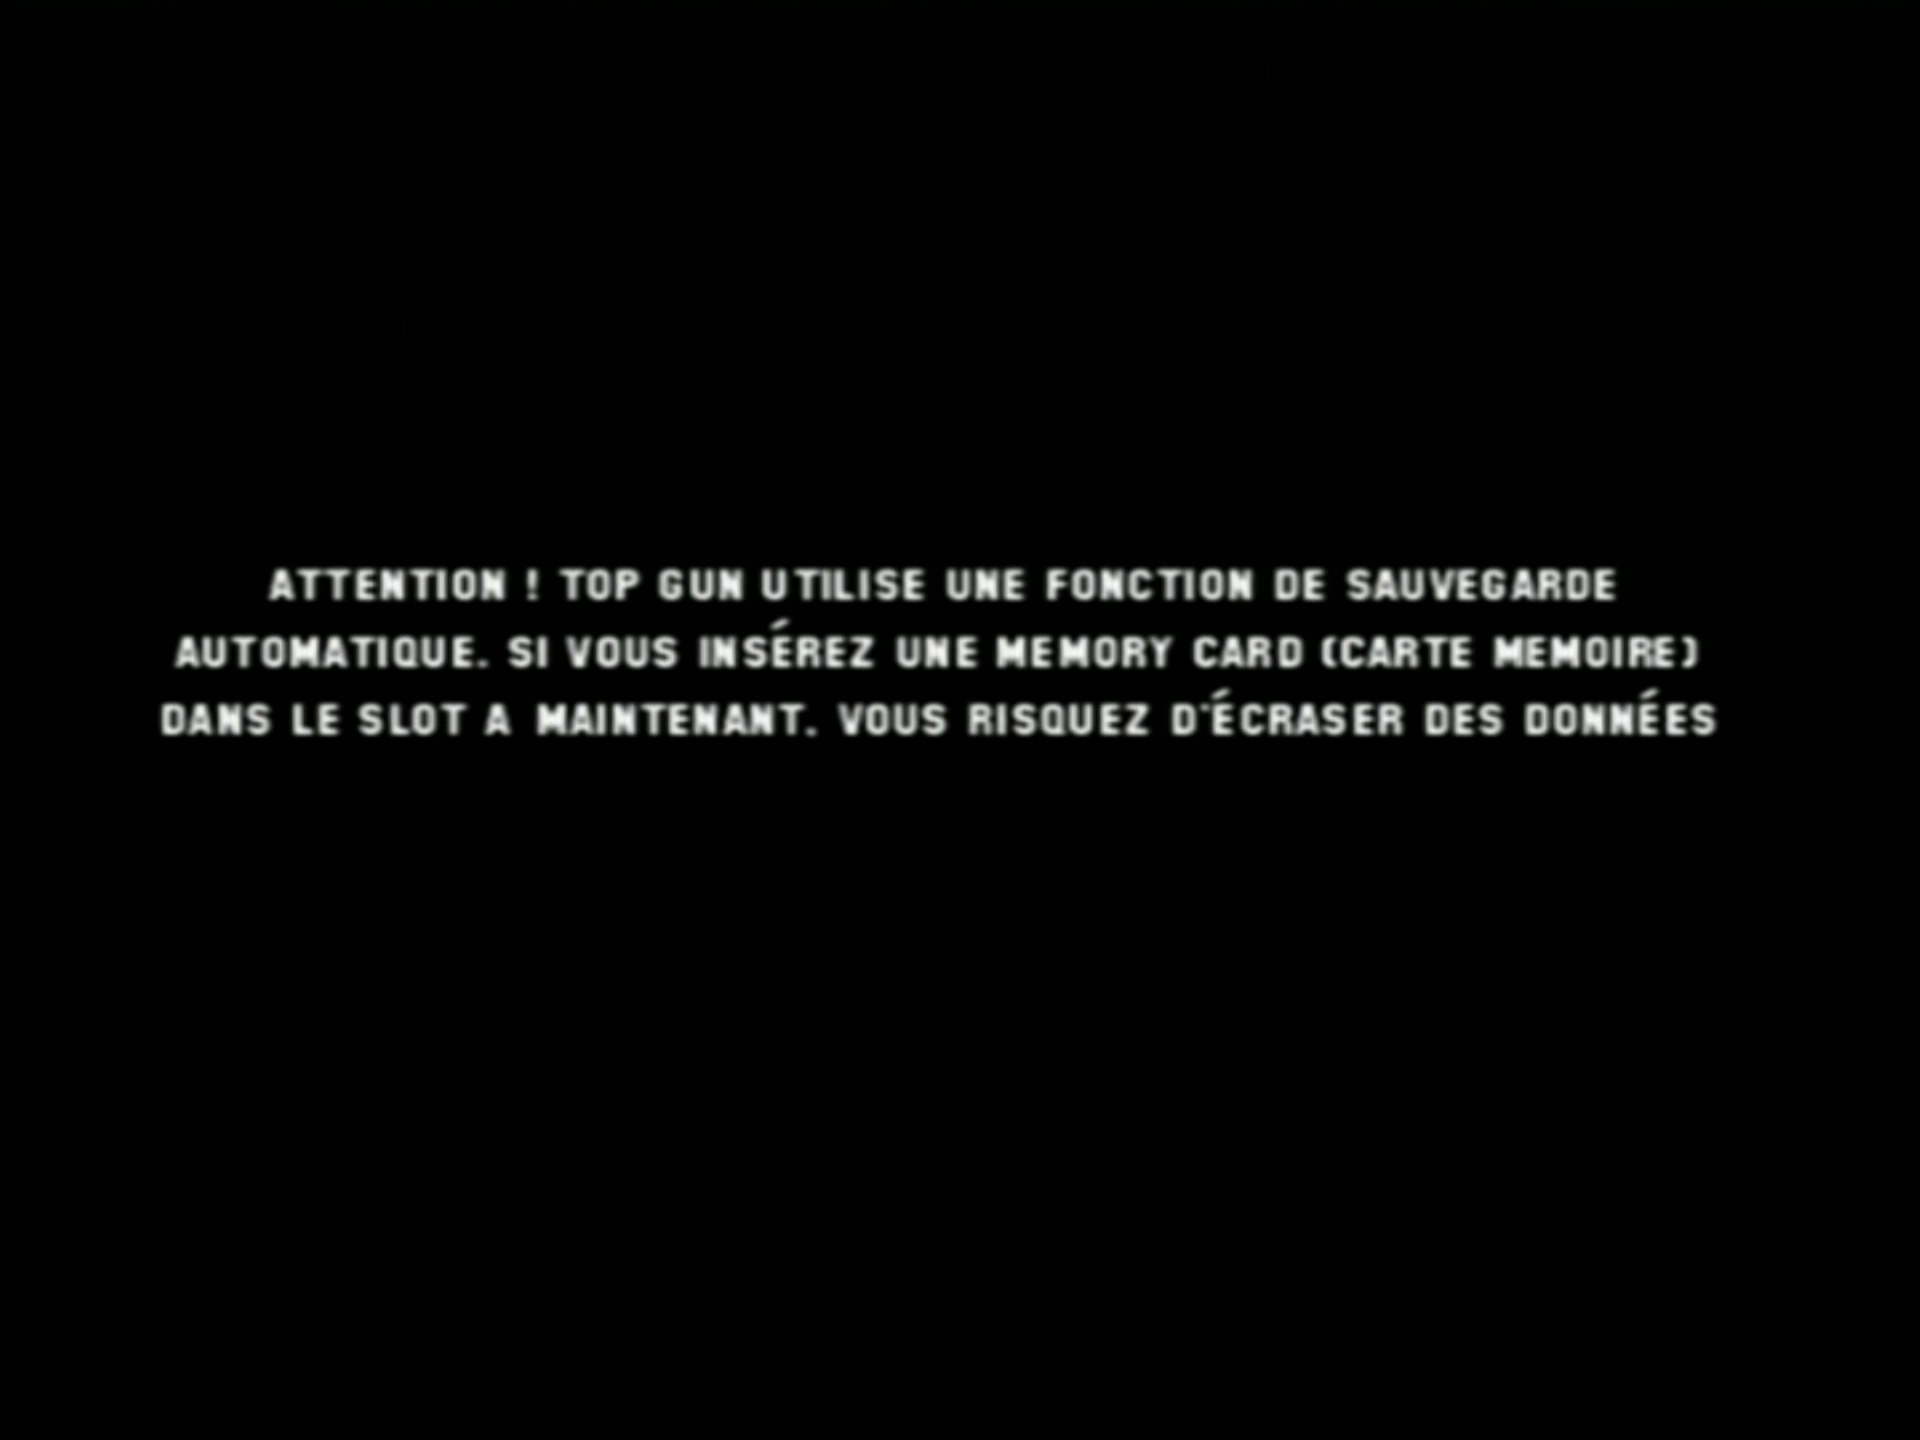 ATTENTION ! TOP GUN UTILISE UNE FONCTION DE SAUVEGARDE
AUTOMATIQUE. SI VOUS INSÉREZ UNE MEMORY CARD (CARTE MEMOIRE)
DANS LE SLOT A MAINTENANT. VOUS RISQUEZ D'ÉCRASER DES DONNÉES